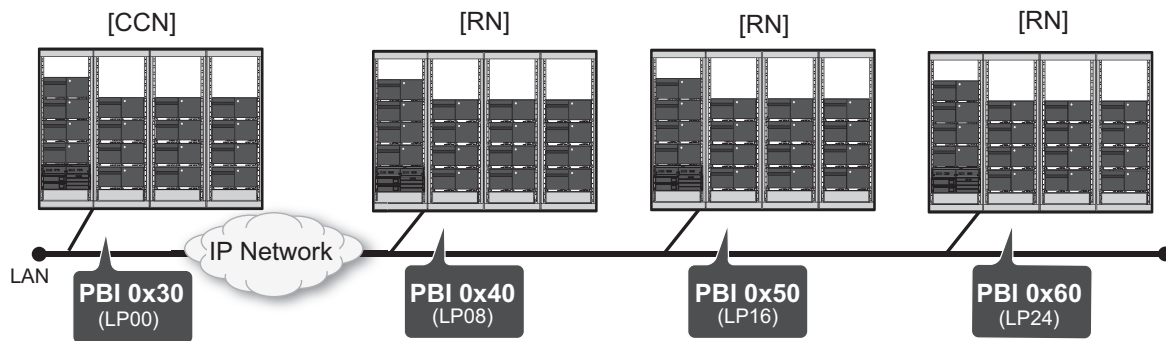 [CCN]
[RN]
[RN]
[RN]
IP Network
LAN
PBI 0x30
(LP00)
PBI 0x40
(LP08)
PBI 0x50
(LP16)
PBI 0x60
(LP24)